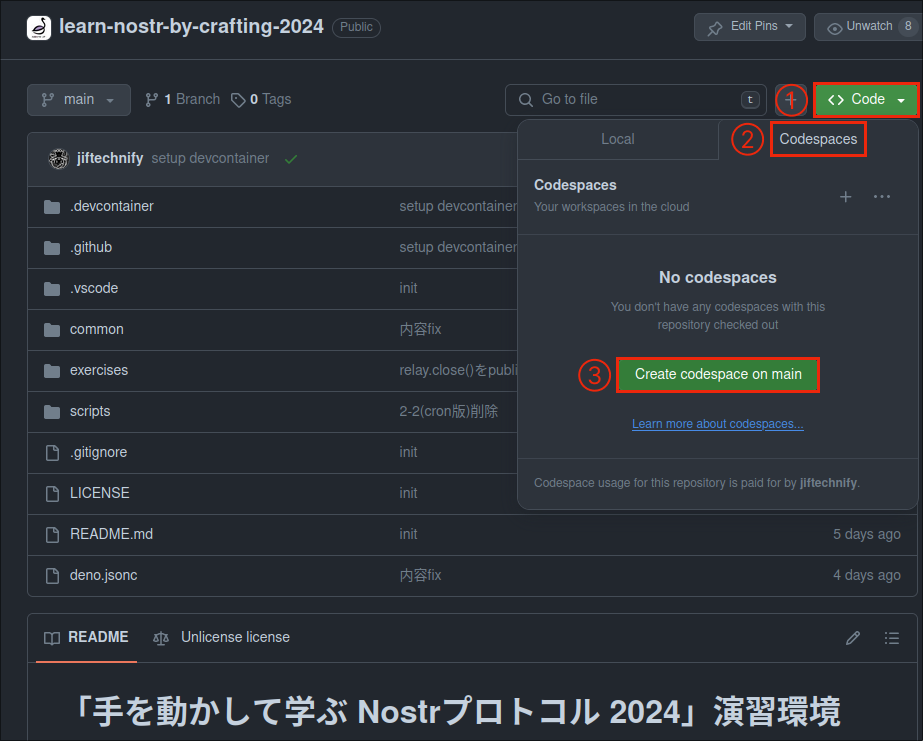 learn-nostr-by-crafting-2024 Public Edit Pins Unwatch 8
main 1 Branch 0 Tags Go to file t ① Code
Local ② Codespaces
jiftechnify setup devcontainer
Codespaces
Your workspaces in the cloud
.devcontainer setup devcontainer
.github setup devcontainer
.vscode init
No codespaces
You don't have any codespaces with this
repository checked out
common 内容fix
exercises relay.close()をpubli
③ Create codespace on main
scripts 2-2(cron版)削除
Learn more about codespaces...
.gitignore init
Codespace usage for this repository is paid for by jiftechnify.
LICENSE init
README.md init 5 days ago
deno.jsonc 内容fix 4 days ago
README Unlicense license
「手を動かして学ぶ Nostrプロトコル 2024」演習環境